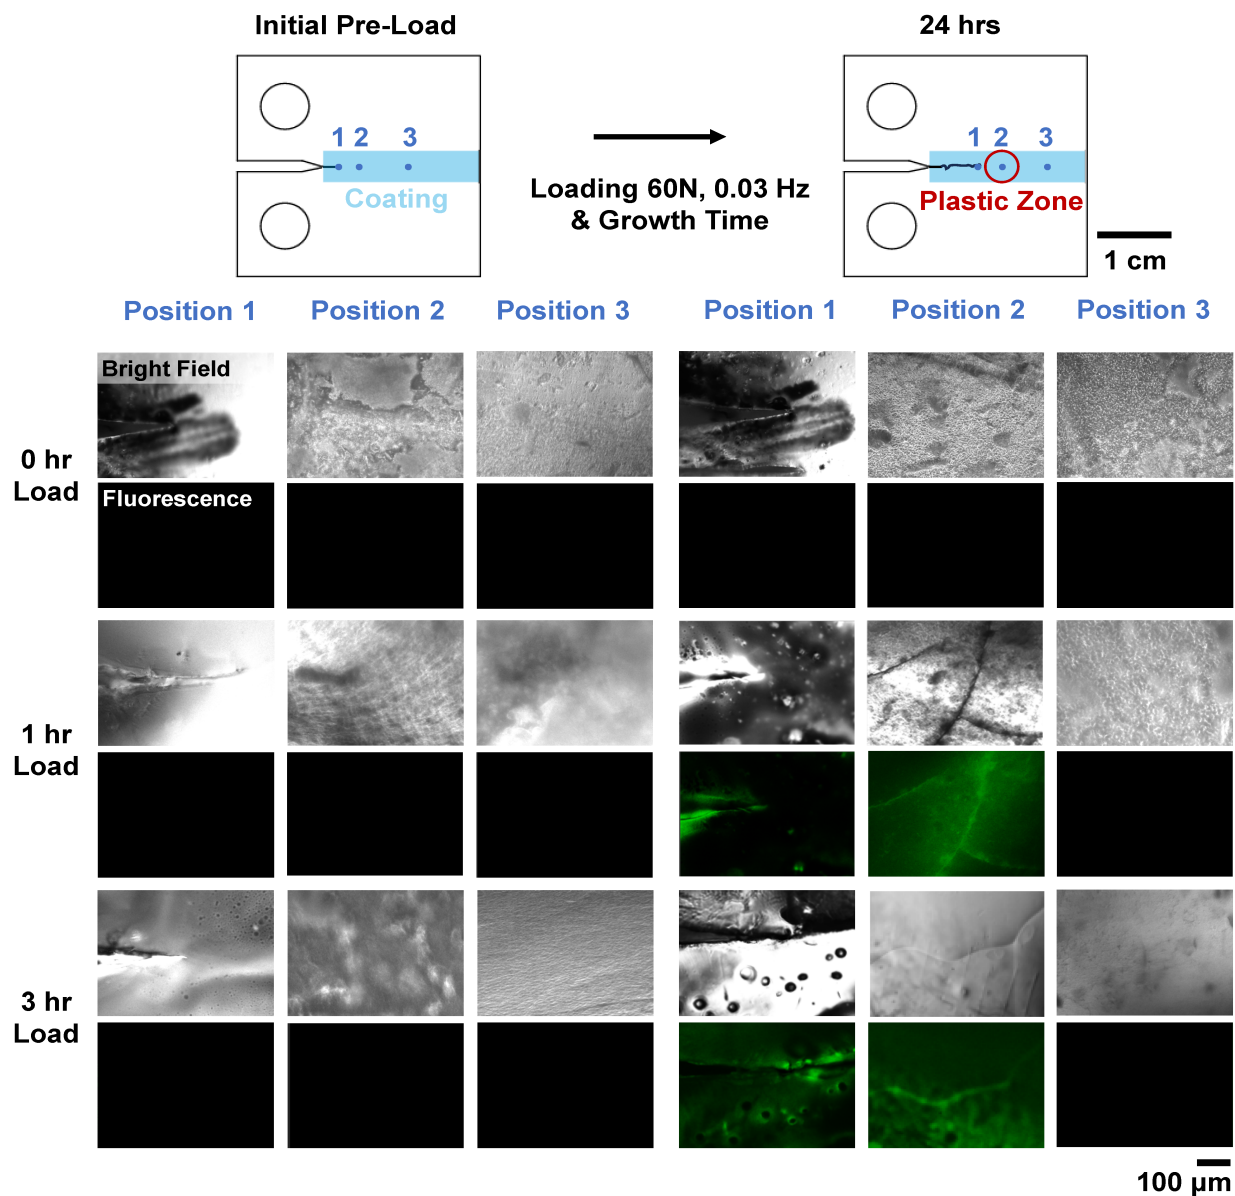 Initial Pre-Load
24 hrs
1 2 3
Coating
Loading 60N, 0.03 Hz
& Growth Time
1 2 3
Plastic Zone
1 cm
Position 1 Position 2 Position 3 Position 1 Position 2 Position 3
Bright Field
0 hr
Load
Fluorescence
1 hr
Load
3 hr
Load
100 µm